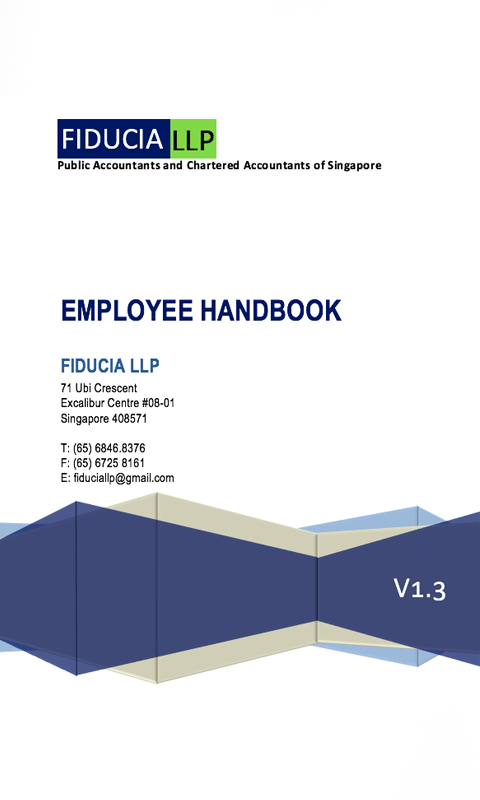 FIDUCIA LLP
Public Accountants and Chartered Accountants of Singapore
EMPLOYEE HANDBOOK
FIDUCIA LLP
71 Ubi Crescent
Excalibur Centre #08-01
Singapore 408571
T: (65) 6846.8376
F: (65) 6725 8161
E: fiduciallp@gmail.com
V1.3